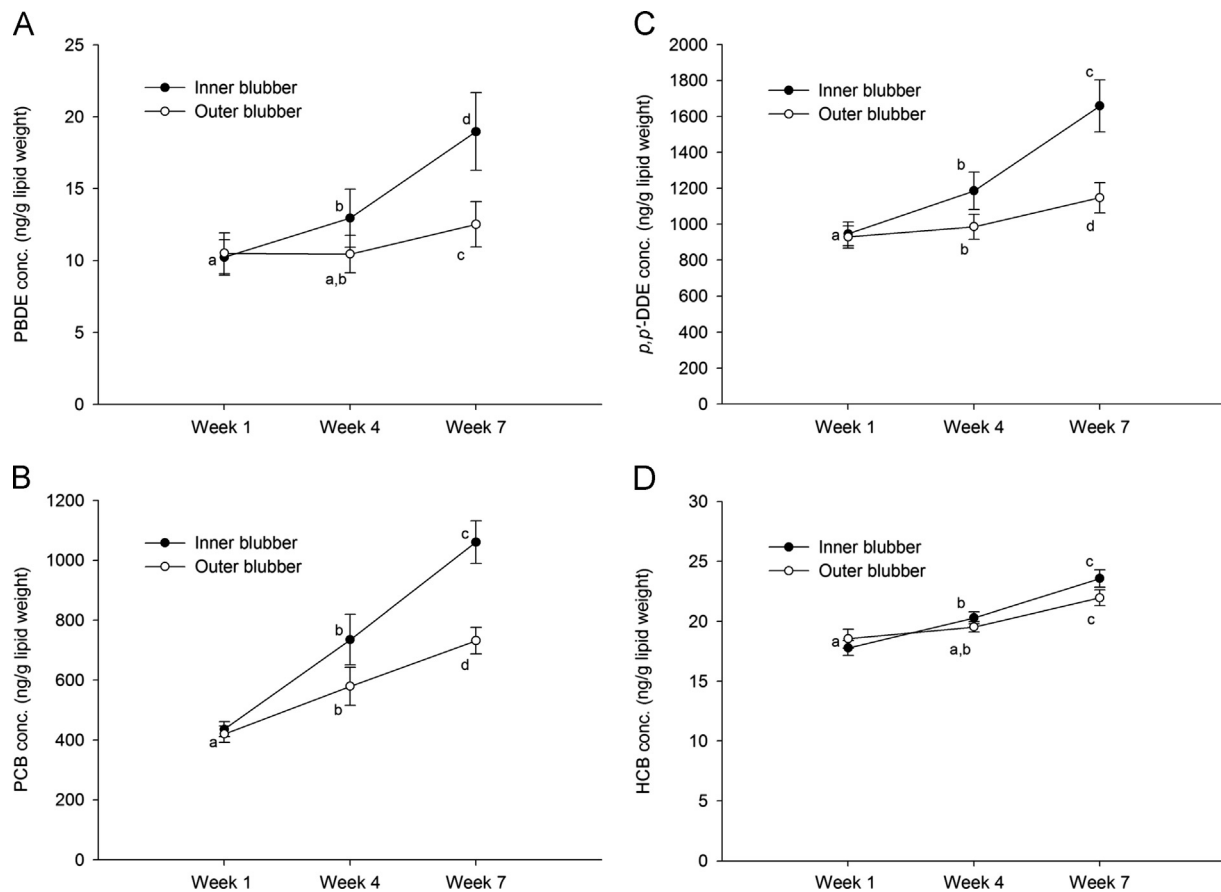 A
25
20
15
10
5
0
PBDE conc. (ng/g lipid weight)
Inner blubber
Outer blubber
a
b
a,b
d
c
Week 1
Week 4
Week 7
B
1200
1000
800
600
400
200
0
PCB conc. (ng/g lipid weight)
Inner blubber
Outer blubber
a
b
b
c
d
Week 1
Week 4
Week 7
C
2000
1800
1600
1400
1200
1000
800
600
400
200
0
p,p′-DDE conc. (ng/g lipid weight)
Inner blubber
Outer blubber
a
b
b
c
d
Week 1
Week 4
Week 7
D
30
25
20
15
10
5
0
HCB conc. (ng/g lipid weight)
Inner blubber
Outer blubber
a
b
a,b
c
c
Week 1
Week 4
Week 7